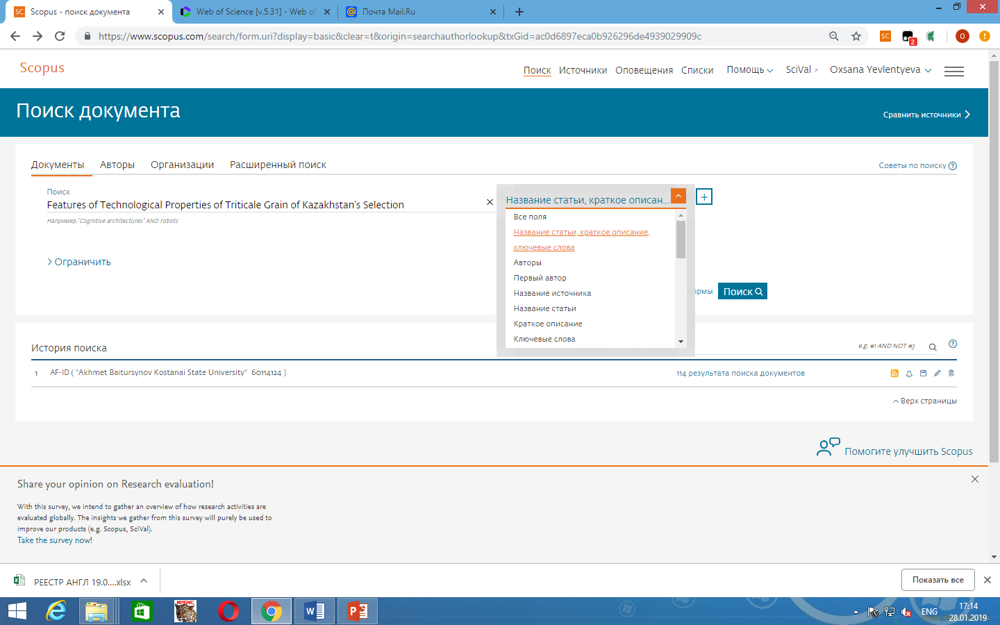 Scopus - поиск документа
Web of Science [v.5.31] - Web of
Почта Mail.Ru
https://www.scopus.com/search/form.uri?display=basic&clear=t&origin=searchauthorlookup&txGid=ac0d6897eca0b926296de4939029909c
SC
2
O
Scopus
Поиск Источники Оповещения Списки Помощь SciVal Oxsana Yevlentyeva
Поиск документа
Сравнить источники
Документы Авторы Организации Расширенный поиск
Советы по поиску
Поиск
Features of Technological Properties of Triticale Grain of Kazakhstan's Selection
Например,"Cognitive architectures" AND robots
Название статьи, краткое описан...
Все поля
Название статьи, краткое описание,
ключевые слова
Авторы
Первый автор
Название источника
Название статьи
Краткое описание
Ключевые слова
Ограничить
ормы
Поиск
История поиска
e.g. #1 AND NOT #3
1 AF-ID ( "Akhmet Baitursynov Kostanai State University" 60114124 )
114 результата поиска документов
Верх страницы
Помогите улучшить Scopus
Share your opinion on Research evaluation!
With this survey, we intend to gather an overview of how research activities are
evaluated globally. The insights we gather from this survey will purely be used to
improve our products (e.g. Scopus, SciVal).
Take the survey now!
РЕЕСТР АНГЛ 19.0....xlsx
Показать все
ИРБИС
ENG
17:14
28.01.2019